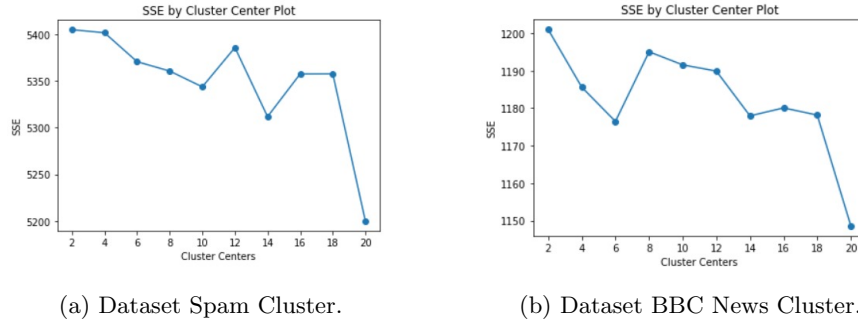 SSE by Cluster Center Plot
SSE
5400
5350
5300
5250
5200
2 4 6 8 10 12 14 16 18 20
Cluster Centers
(a) Dataset Spam Cluster.
SSE by Cluster Center Plot
SSE
1200
1190
1180
1170
1160
1150
2 4 6 8 10 12 14 16 18 20
Cluster Centers
(b) Dataset BBC News Cluster.